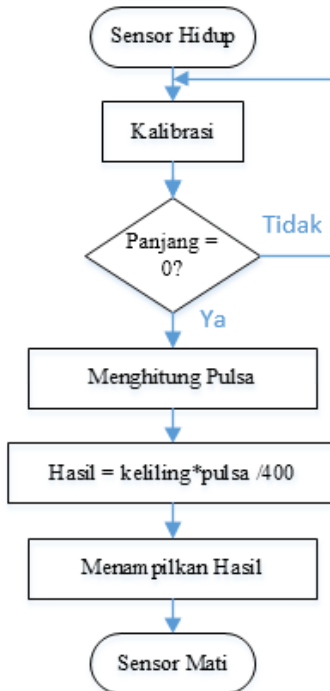 Sensor Hidup
Kalibrasi
Panjang =
0?
Tidak
Ya
Menghitung Pulsa
Hasil = keliling*pulsa /400
Menampilkan Hasil
Sensor Mati